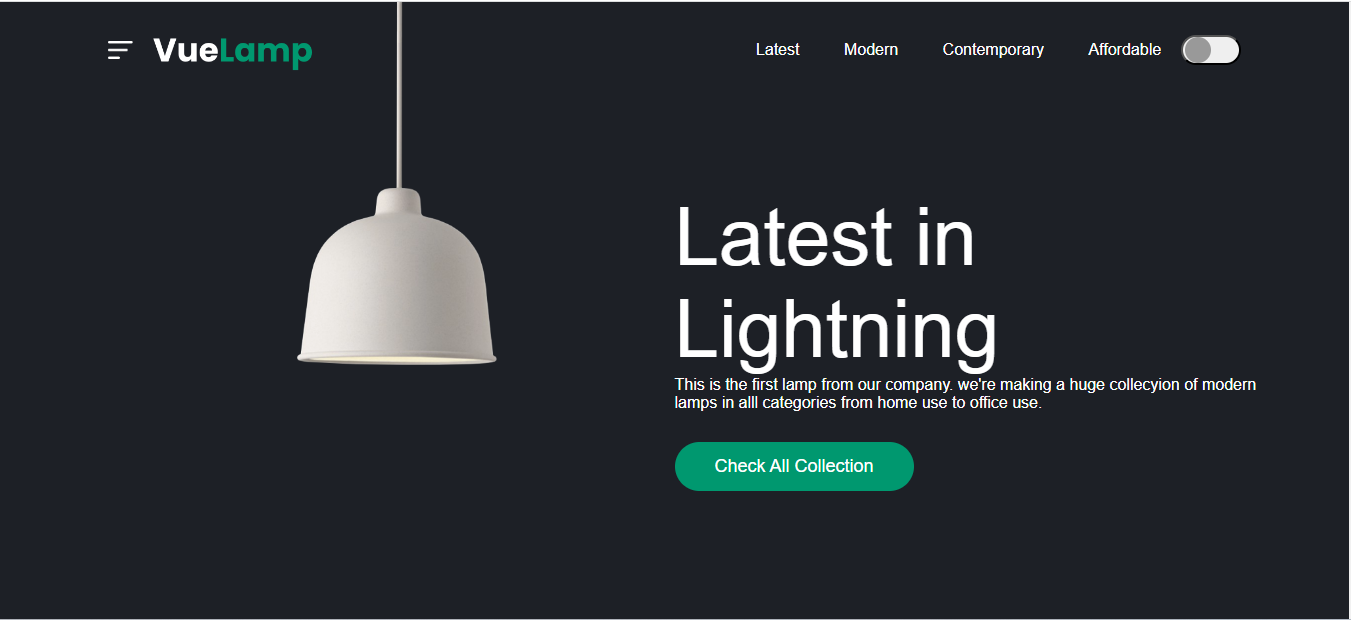 VueLamp
Latest
Modern
Contemporary
Affordable
Latest in
Lightning
This is the first lamp from our company. we're making a huge collecyion of modern
lamps in alll categories from home use to office use.
Check All Collection